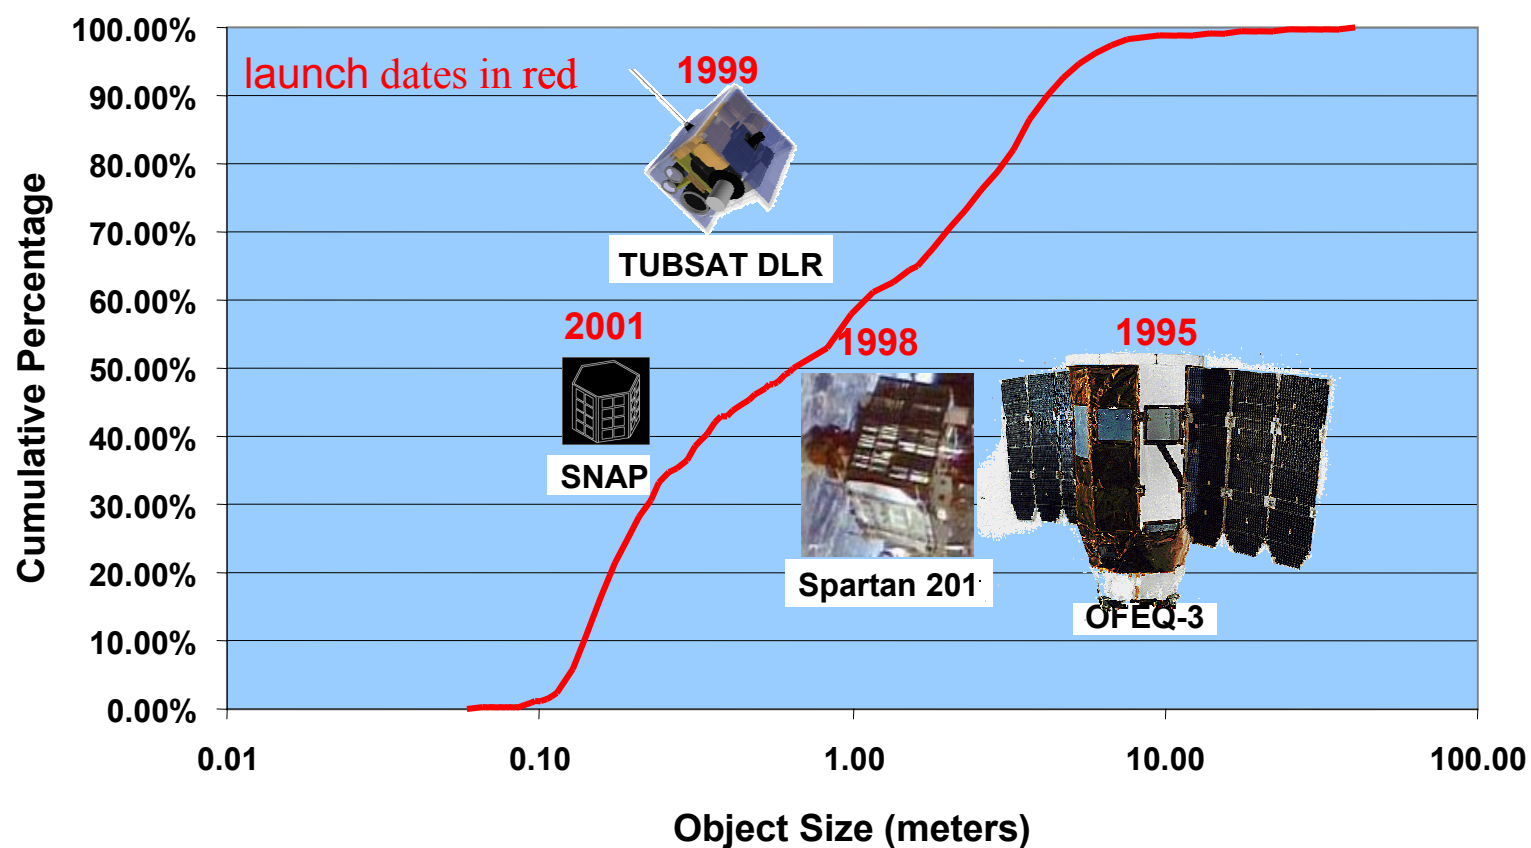 100.00%
90.00%
80.00%
70.00%
60.00%
50.00%
40.00%
30.00%
20.00%
10.00%
0.00%
Cumulative Percentage
launch dates in red
1999
TUBSAT DLR
2001
SNAP
1998
Spartan 201
1995
OFEQ-3
0.01 0.10 1.00 10.00 100.00
Object Size (meters)